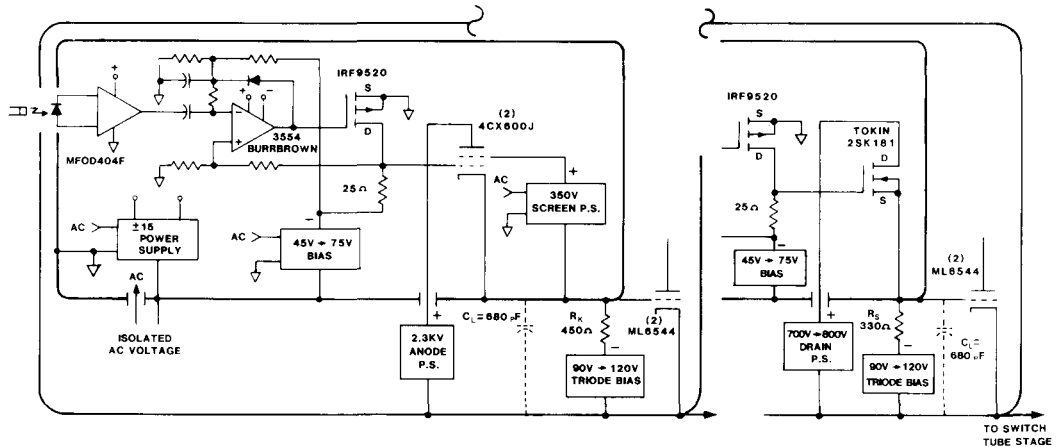 MFOD404F
3554
BURRBROWN
+
+
−
−
+
IRF9520
S
D
(2)
4CX600J
25Ω
AC
+
350V
SCREEN P.S.
AC
±15
POWER
SUPPLY
AC
−
45V → 75V
BIAS
AC
ISOLATED
AC VOLTAGE
+
2.3KV
ANODE
P.S.
CL=680 pF
RK
450Ω
−
90V → 120V
TRIODE BIAS
(2)
ML6544
IRF9520
S
D
TOKIN
2SK181
D
S
25Ω
−
45V → 75V
BIAS
+
700V → 800V
DRAIN
P.S.
RS
330Ω
−
90V → 120V
TRIODE BIAS
(2)
ML6544
CL=
680 pF
TO SWITCH
TUBE STAGE